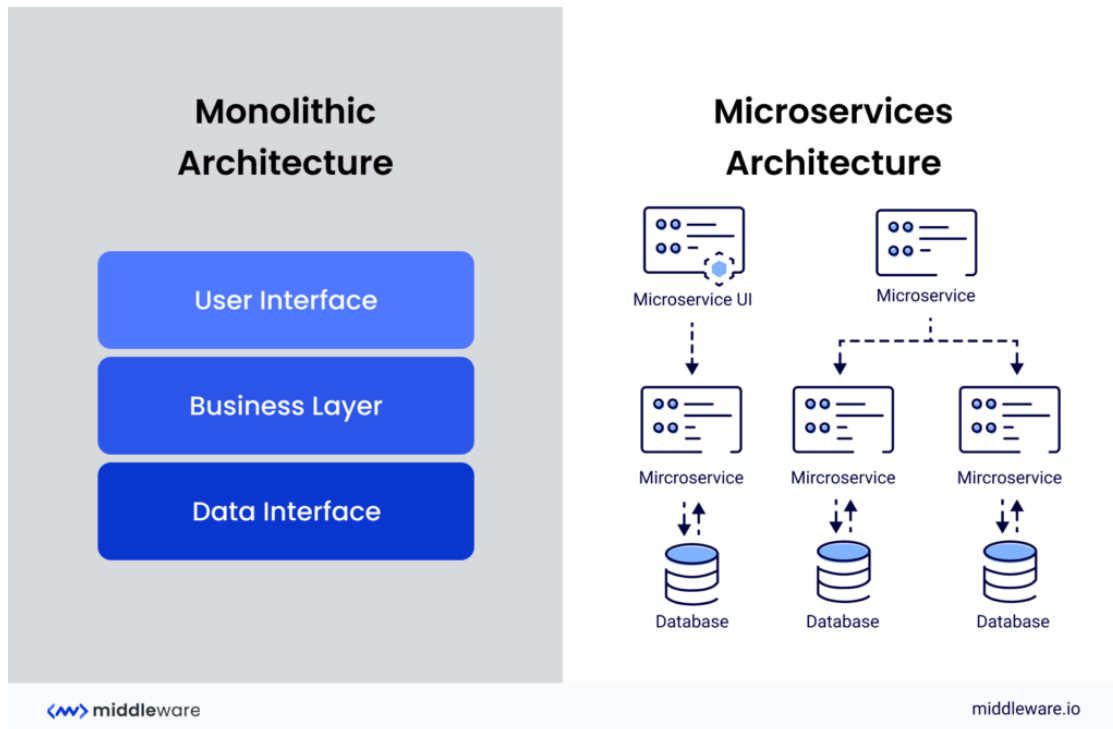 Monolithic
Architecture
User Interface
Business Layer
Data Interface
Microservices
Architecture
Microservice UI
Microservice
Mircroservice
Mircroservice
Mircroservice
Database
Database
Database
middleware
middleware.io